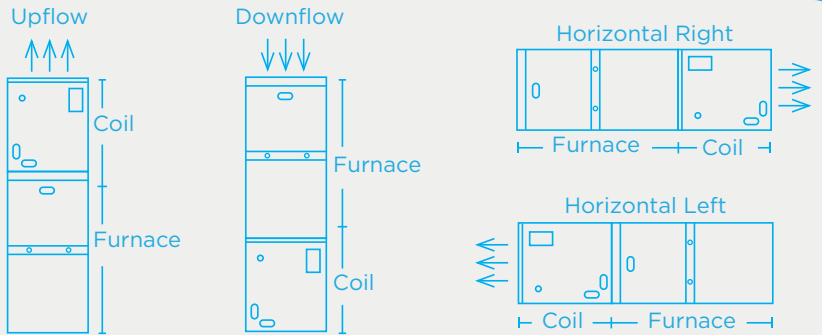 Upflow
Coil
Furnace
Downflow
Furnace
Coil
Horizontal Right
Furnace
Coil
Horizontal Left
Coil
Furnace